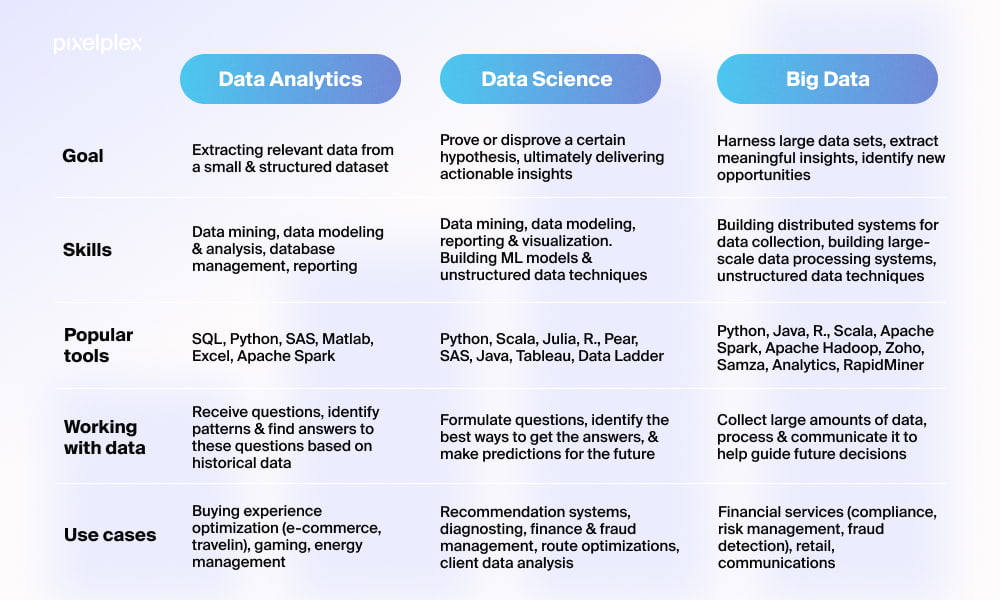 pixelplex
Data Analytics
Data Science
Big Data
Goal
Extracting relevant data from
a small & structured dataset
Prove or disprove a certain
hypothesis, ultimately delivering
actionable insights
Harness large data sets, extract
meaningful insights, identify new
opportunities
Skills
Data mining, data modeling
& analysis, database
management, reporting
Data mining, data modeling,
reporting & visualization.
Building ML models &
unstructured data techniques
Building distributed systems for
data collection, building large-
scale data processing systems,
unstructured data techniques
Popular
tools
SQL, Python, SAS, Matlab,
Excel, Apache Spark
Python, Scala, Julia, R., Pear,
SAS, Java, Tableau, Data Ladder
Python, Java, R., Scala, Apache
Spark, Apache Hadoop, Zoho,
Samza, Analytics, RapidMiner
Working
with data
Receive questions, identify
patterns & find answers to
these questions based on
historical data
Formulate questions, identify the
best ways to get the answers, &
make predictions for the future
Collect large amounts of data,
process & communicate it to
help guide future decisions
Use cases
Buying experience
optimization (e-commerce,
travelin), gaming, energy
management
Recommendation systems,
diagnosting, finance & fraud
management, route optimizations,
client data analysis
Financial services (compliance,
risk management, fraud
detection), retail,
communications